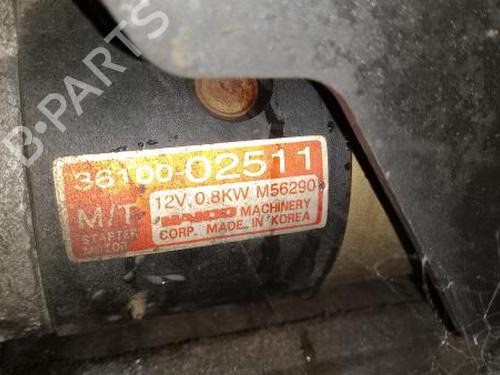 B-PARTS
36100-02511
M/T
STARTER
MOTOR
12V, 0.8KW M56290
MANDO MACHINERY
CORP. MADE IN KOREA